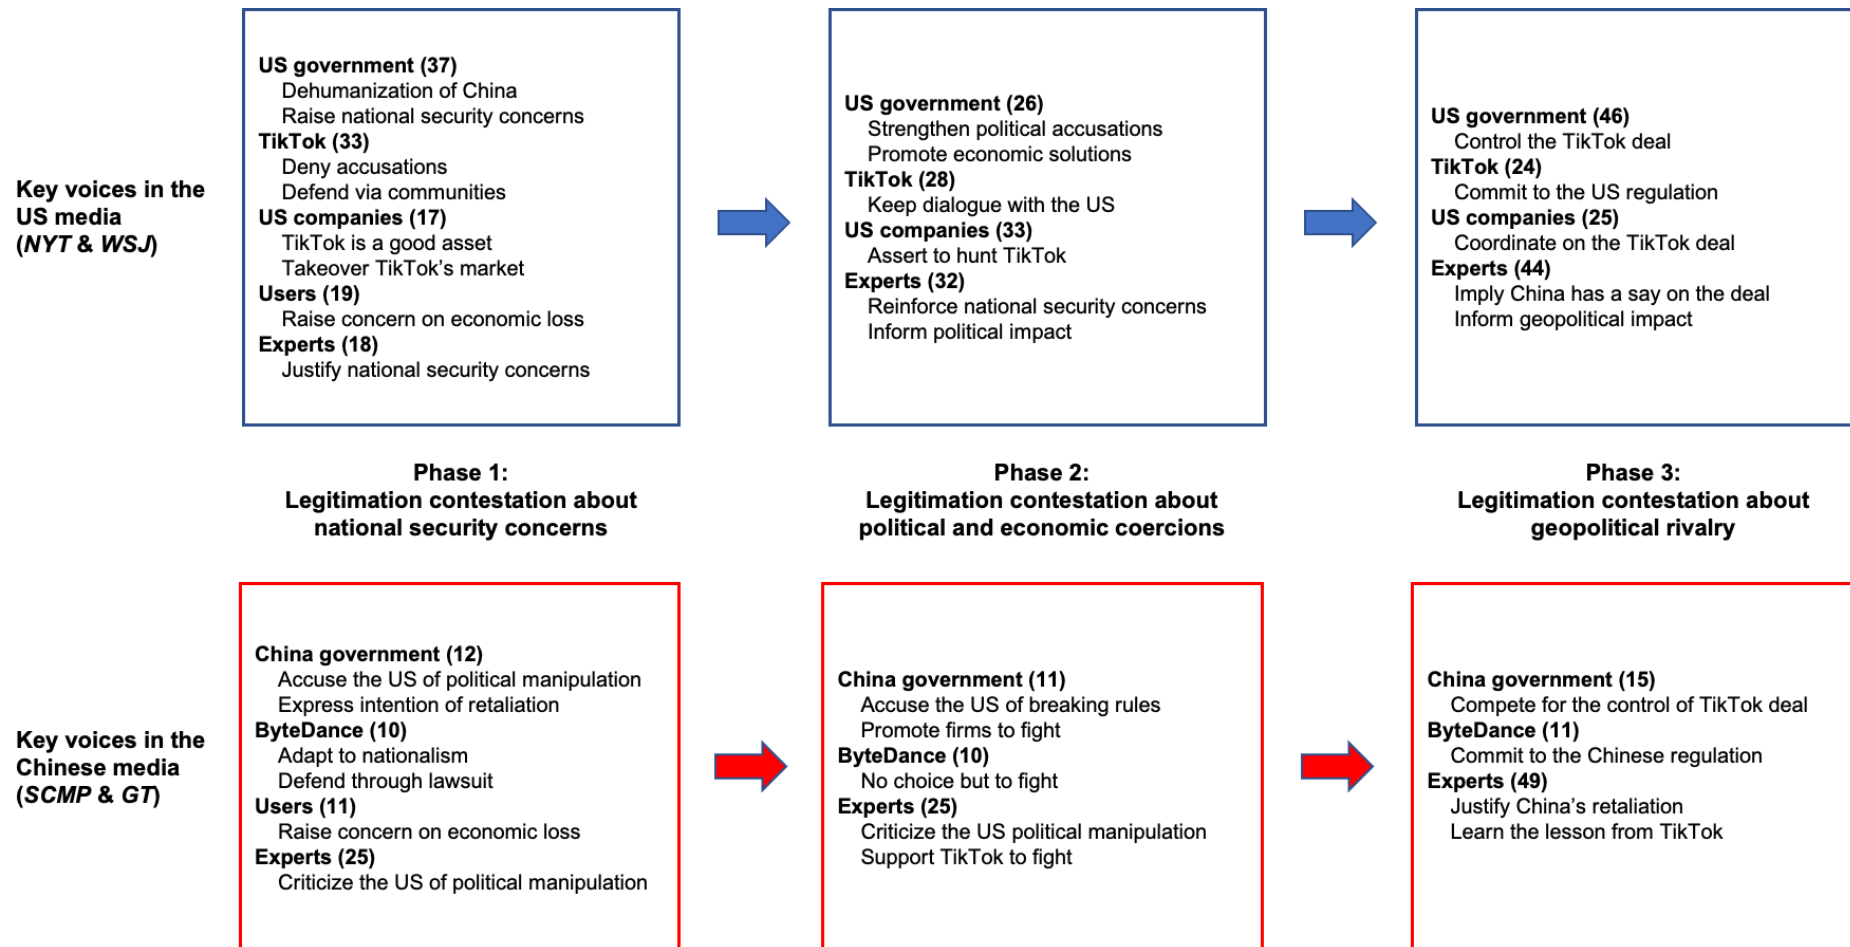 Key voices in the
US media
(NYT & WSJ)
US government (37)
Dehumanization of China
Raise national security concerns
TikTok (33)
Deny accusations
Defend via communities
US companies (17)
TikTok is a good asset
Takeover TikTok's market
Users (19)
Raise concern on economic loss
Experts (18)
Justify national security concerns
US government (26)
Strengthen political accusations
Promote economic solutions
TikTok (28)
Keep dialogue with the US
US companies (33)
Assert to hunt TikTok
Experts (32)
Reinforce national security concerns
Inform political impact
US government (46)
Control the TikTok deal
TikTok (24)
Commit to the US regulation
US companies (25)
Coordinate on the TikTok deal
Experts (44)
Imply China has a say on the deal
Inform geopolitical impact
Phase 1:
Legitimation contestation about
national security concerns
Phase 2:
Legitimation contestation about
political and economic coercions
Phase 3:
Legitimation contestation about
geopolitical rivalry
Key voices in the
Chinese media
(SCMP & GT)
China government (12)
Accuse the US of political manipulation
Express intention of retaliation
ByteDance (10)
Adapt to nationalism
Defend through lawsuit
Users (11)
Raise concern on economic loss
Experts (25)
Criticize the US of political manipulation
China government (11)
Accuse the US of breaking rules
Promote firms to fight
ByteDance (10)
No choice but to fight
Experts (25)
Criticize the US political manipulation
Support TikTok to fight
China government (15)
Compete for the control of TikTok deal
ByteDance (11)
Commit to the Chinese regulation
Experts (49)
Justify China's retaliation
Learn the lesson from TikTok